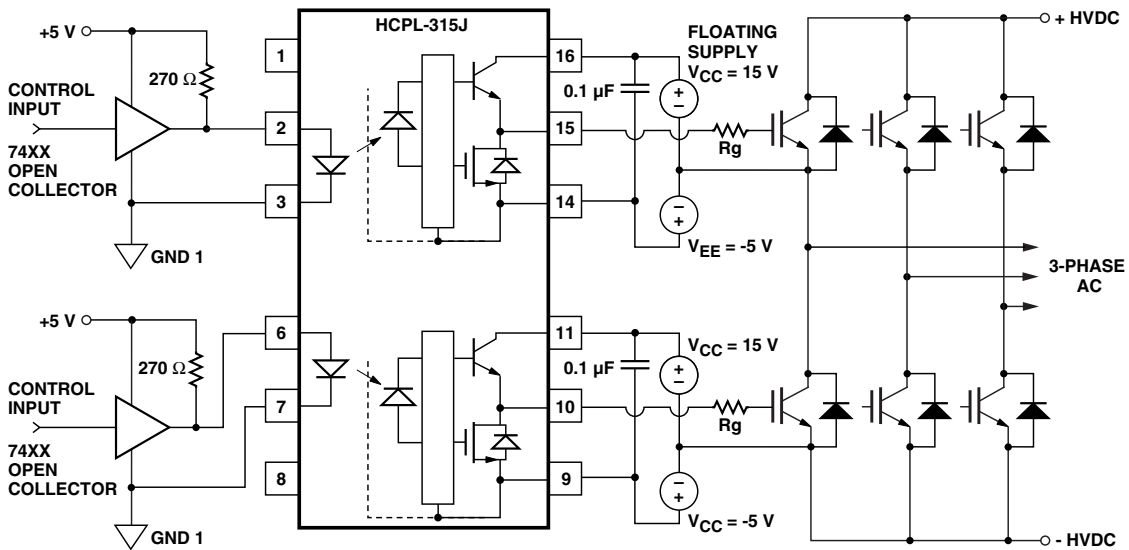 HCPL-315J
+5 V
270 Ω
CONTROL
INPUT
74XX
OPEN
COLLECTOR
GND 1
1
2
3
16
15
14
0.1 µF
FLOATING
SUPPLY
VCC = 15 V
Rg
VEE = -5 V
+ HVDC
3-PHASE
AC
+5 V
270 Ω
CONTROL
INPUT
74XX
OPEN
COLLECTOR
GND 1
6
7
8
11
10
9
0.1 µF
VCC = 15 V
Rg
VCC = -5 V
- HVDC